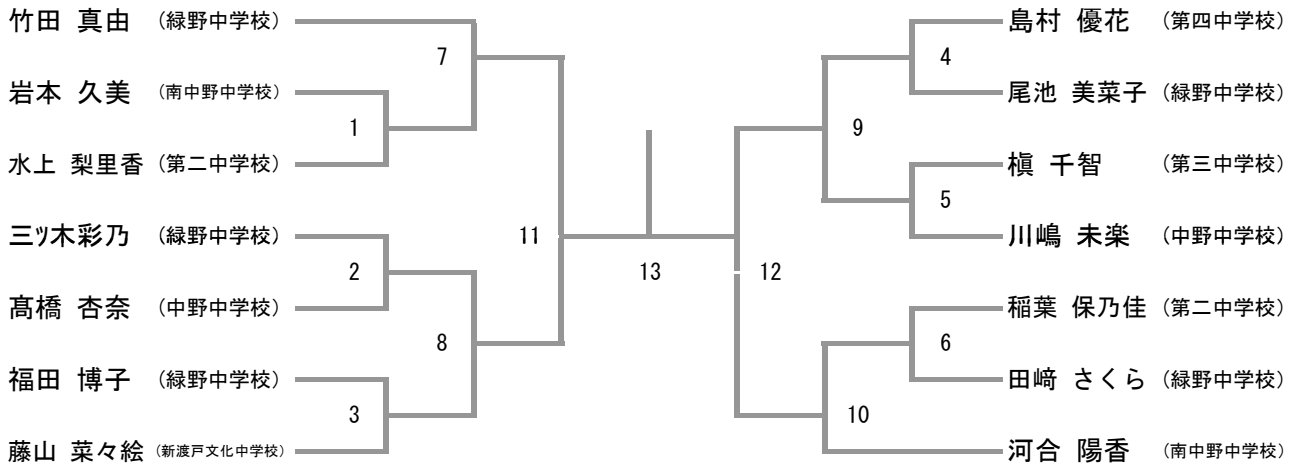 竹田 真由 (緑野中学校)
7
岩本 久美 (南中野中学校)
1
水上 梨里香 (第二中学校)
三ツ木彩乃 (緑野中学校)
11
2
髙橋 杏奈 (中野中学校)
8
福田 博子 (緑野中学校)
3
藤山 菜々絵 (新渡戸文化中学校)
13
島村 優花 (第四中学校)
4
尾池 美菜子 (緑野中学校)
9
槇 千智 (第三中学校)
5
川嶋 未楽 (中野中学校)
12
稲葉 保乃佳 (第二中学校)
6
田﨑 さくら (緑野中学校)
10
河合 陽香 (南中野中学校)